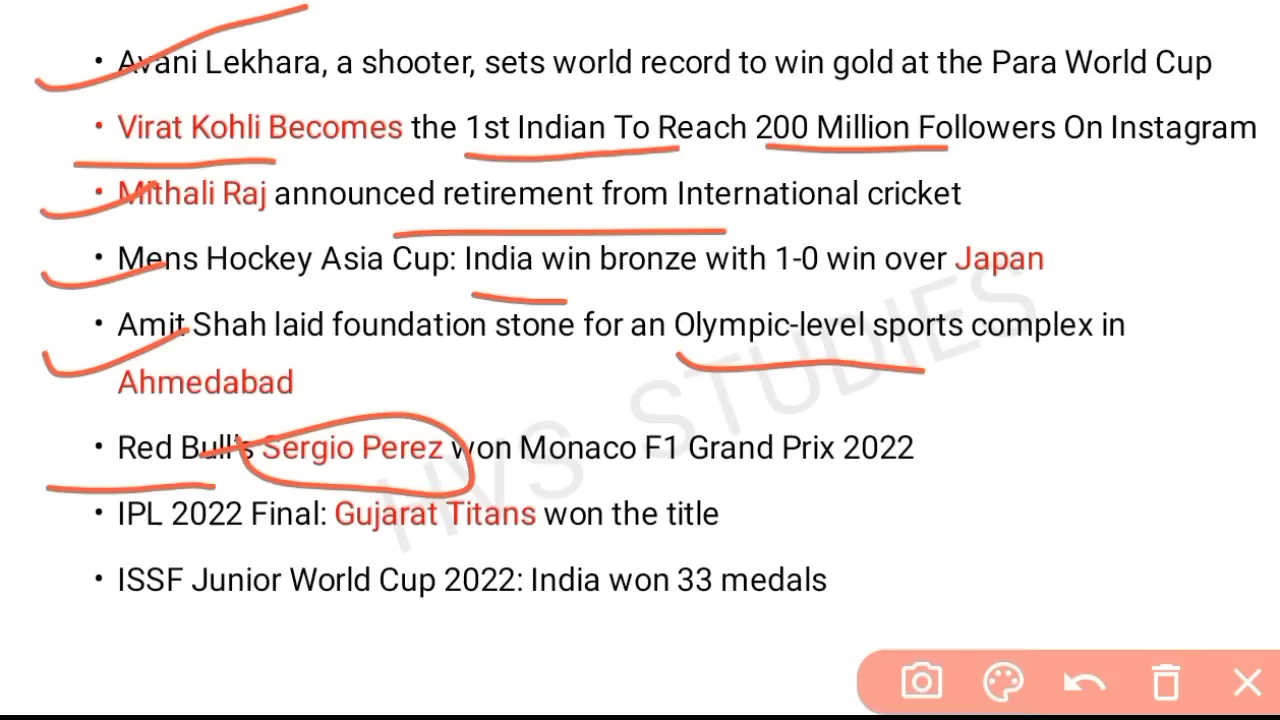 • Avani Lekhara, a shooter, sets world record to win gold at the Para World Cup
• Virat Kohli Becomes the 1st Indian To Reach 200 Million Followers On Instagram
• Mithali Raj announced retirement from International cricket
• Mens Hockey Asia Cup: India win bronze with 1-0 win over Japan
• Amit Shah laid foundation stone for an Olympic-level sports complex in
Ahmedabad
• Red Bull's Sergio Perez won Monaco F1 Grand Prix 2022
• IPL 2022 Final: Gujarat Titans won the title
• ISSF Junior World Cup 2022: India won 33 medals
HVS STUDIES